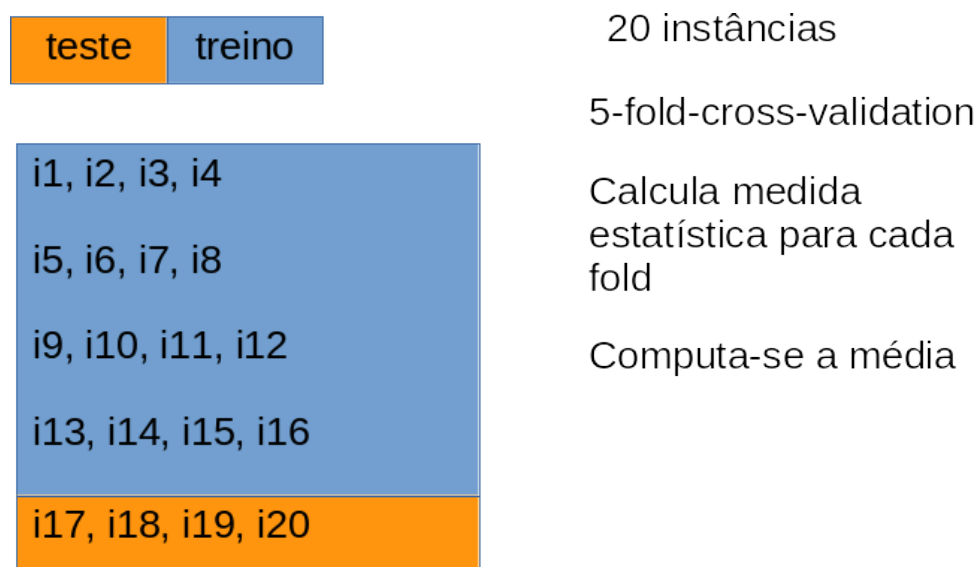 teste treino
i1, i2, i3, i4
i5, i6, i7, i8
i9, i10, i11, i12
i13, i14, i15, i16
i17, i18, i19, i20
20 instâncias
5-fold-cross-validation
Calcula medida
estatística para cada
fold
Computa-se a média